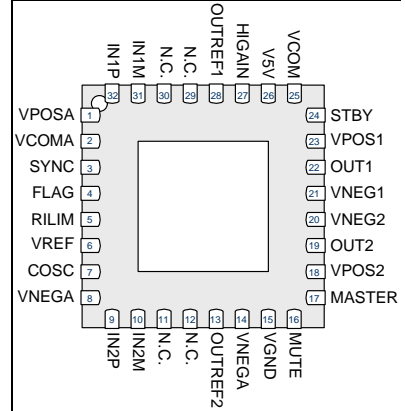 IN1P
IN1M
N.C.
N.C.
OUTREF1
HIGAIN
V5V
VCOM
32
31
30
29
28
27
26
25
VPOSA 1
VCOMA 2
SYNC 3
FLAG 4
RILIM 5
VREF 6
COSC 7
VNEGA 8
24 STBY
23 VPOS1
22 OUT1
21 VNEG1
20 VNEG2
19 OUT2
18 VPOS2
17 MASTER
9
10
11
12
13
14
15
16
IN2P
IN2M
N.C.
N.C.
OUTREF2
VNEGA
VGND
MUTE